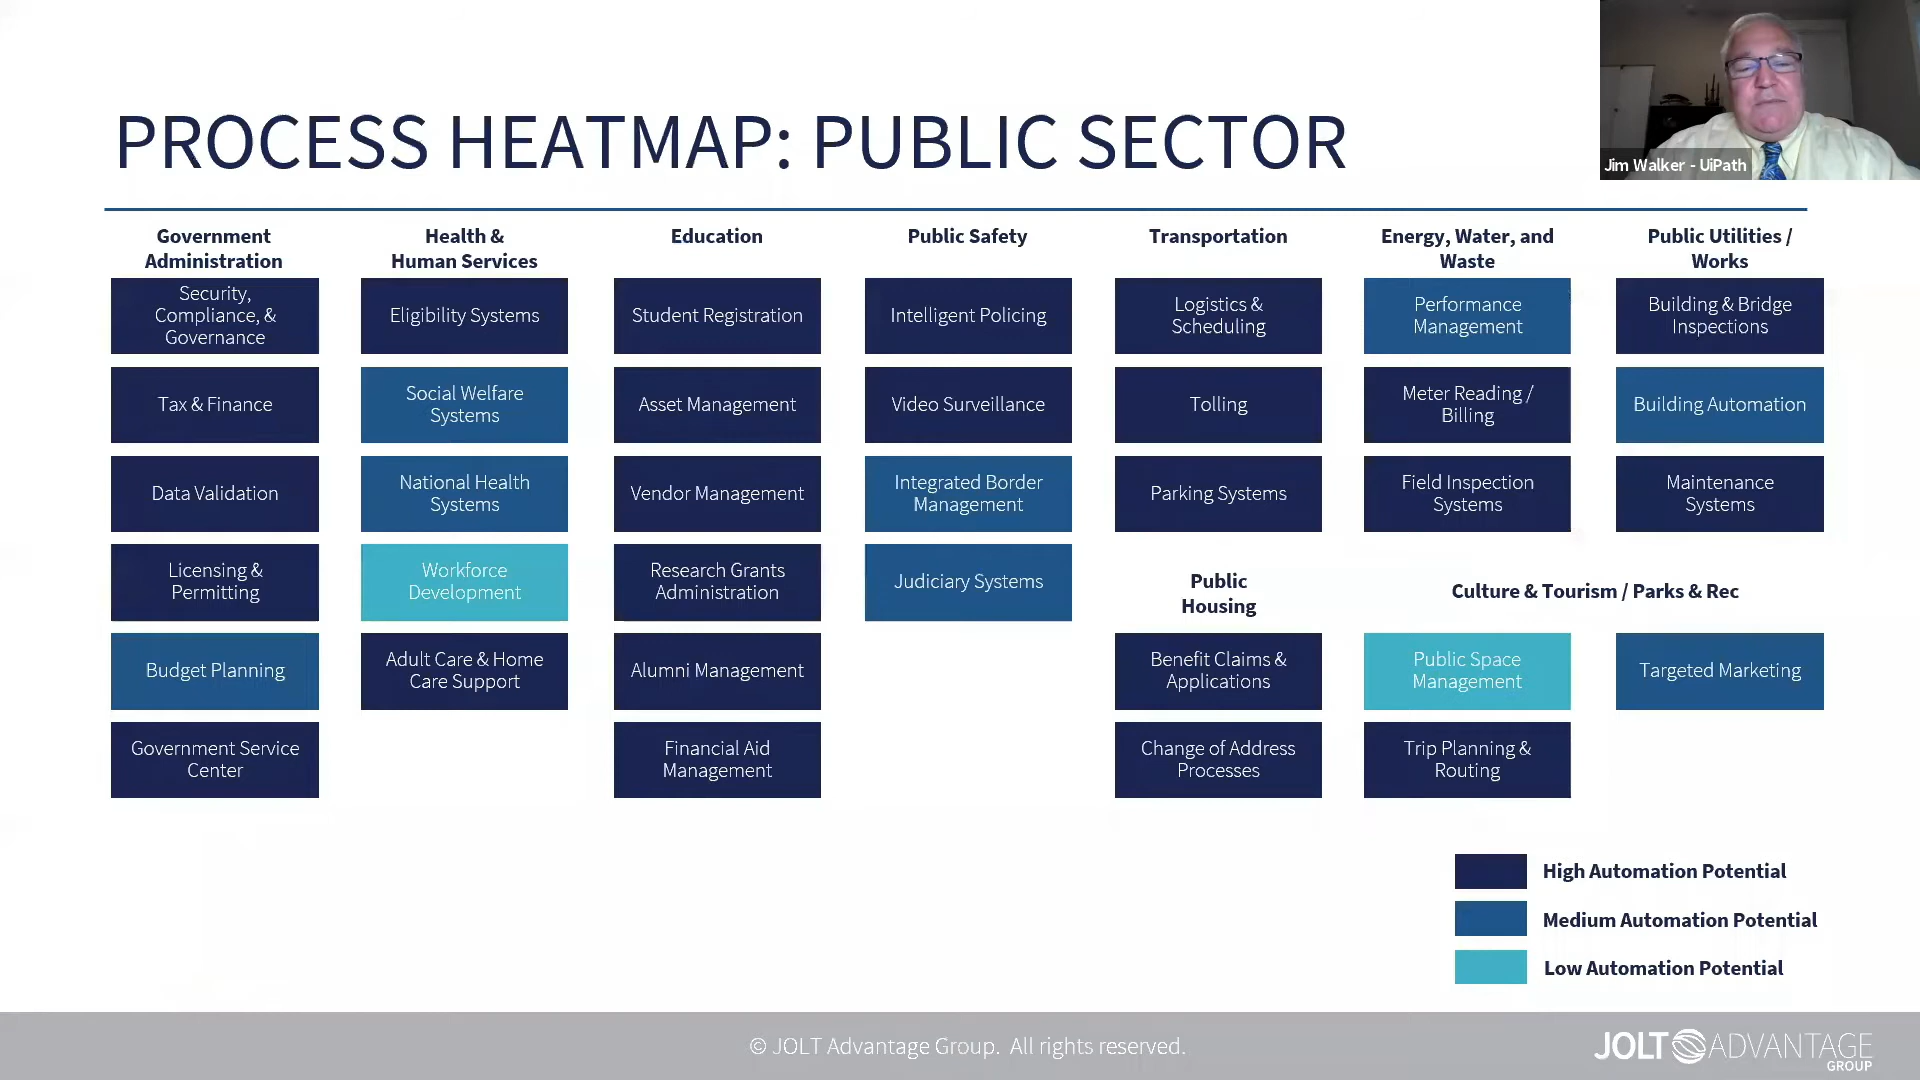 Jim Walker - UiPath
PROCESS HEATMAP: PUBLIC SECTOR
Government
Administration
Security,
Compliance, &
Governance
Tax & Finance
Data Validation
Licensing &
Permitting
Budget Planning
Government Service
Center
Health &
Human Services
Eligibility Systems
Social Welfare
Systems
National Health
Systems
Workforce
Development
Adult Care & Home
Care Support
Education
Student Registration
Asset Management
Vendor Management
Research Grants
Administration
Alumni Management
Financial Aid
Management
Public Safety
Intelligent Policing
Video Surveillance
Integrated Border
Management
Judiciary Systems
Transportation
Logistics &
Scheduling
Tolling
Parking Systems
Public
Housing
Benefit Claims &
Applications
Change of Address
Processes
Energy, Water, and
Waste
Performance
Management
Meter Reading /
Billing
Field Inspection
Systems
Public Utilities /
Works
Building & Bridge
Inspections
Building Automation
Maintenance
Systems
Culture & Tourism / Parks & Rec
Public Space
Management
Trip Planning &
Routing
Targeted Marketing
High Automation Potential
Medium Automation Potential
Low Automation Potential
© JOLT Advantage Group. All rights reserved.
JOLT ADVANTAGE
GROUP